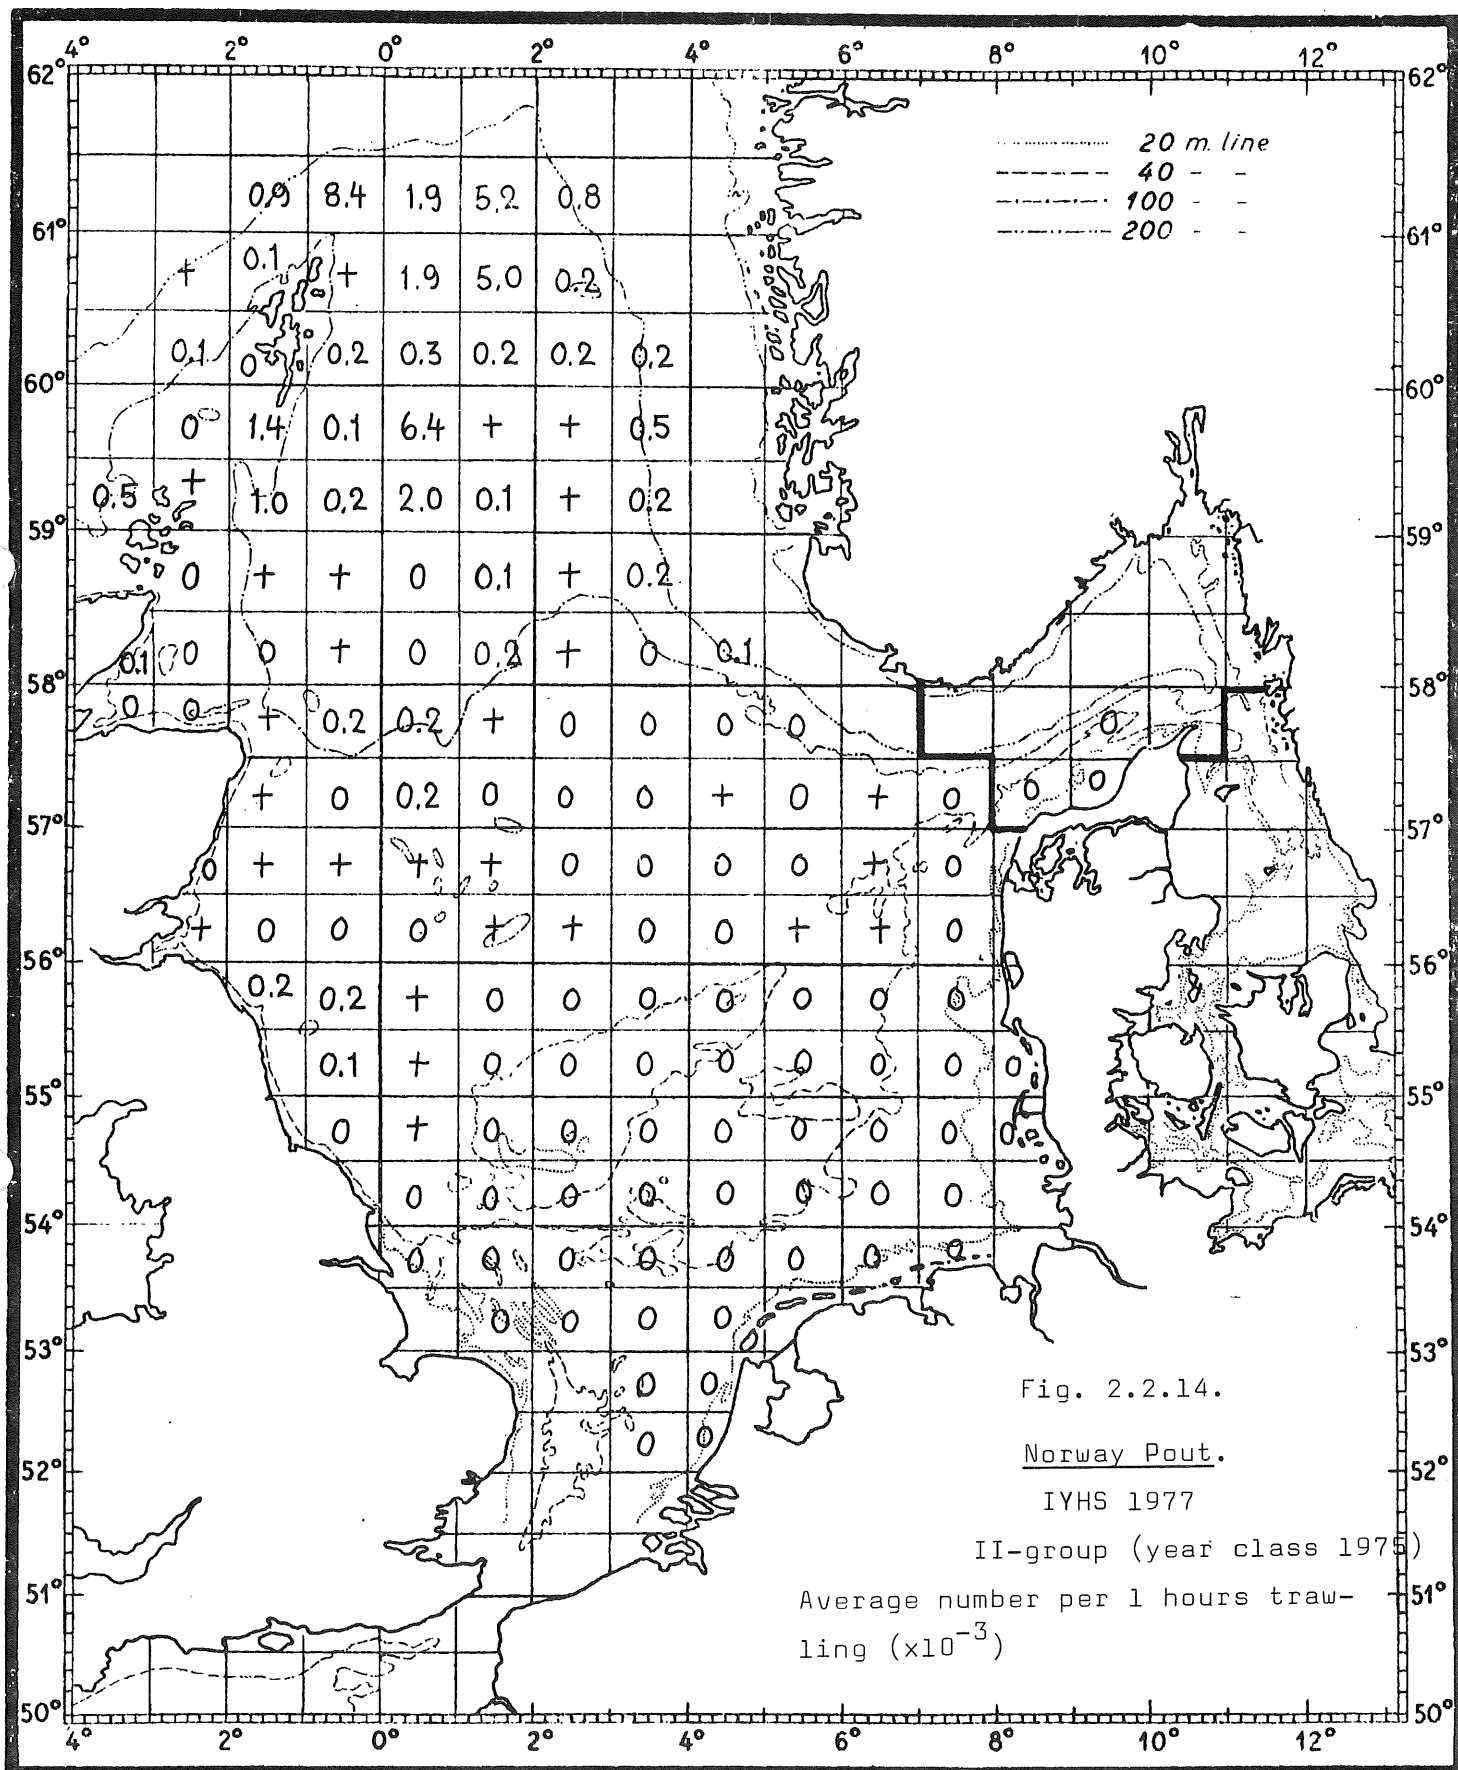 4° 2° 0° 2° 4° 6° 8° 10° 12°
62° 62°
20 m. line
40 - -
100 - -
200 - -
0.9 8.4 1.9 5.2 0.8
61° 61°
+ 0.1 + 1.9 5.0 0.2
0.1 0 0.2 0.3 0.2 0.2 0.2
60° 60°
0 1.4 0.1 6.4 + + 0.5
0.5 + 1.0 0.2 2.0 0.1 + 0.2
59° 59°
0 + + 0 0.1 + 0.2
0.1 0 0 + 0 0.2 + 0 0.1
58° 58°
0 0 + 0.2 0.2 + 0 0 0 0 0
+ 0 0.2 0 0 0 + 0 + 0 0 0
57° 57°
0 + + + + 0 0 0 0 + 0
+ 0 0 0 + + 0 0 + + 0
56° 56°
0.2 0.2 + 0 0 0 0 0 0 0
0.1 + 0 0 0 0 0 0 0 0
55° 55°
0 + 0 0 0 0 0 0 0 0
0 0 0 0 0 0 0 0
54° 54°
0 0 0 0 0 0 0 0
0 0 0 0
53° 53°
0 0
Fig. 2.2.14.
0 0
Norway Pout.
52° 52°
IYHS 1977
II-group (year class 1975)
51° 51°
Average number per 1 hours traw-
ling (x10⁻³)
50° 50°
4° 2° 0° 2° 4° 6° 8° 10° 12°